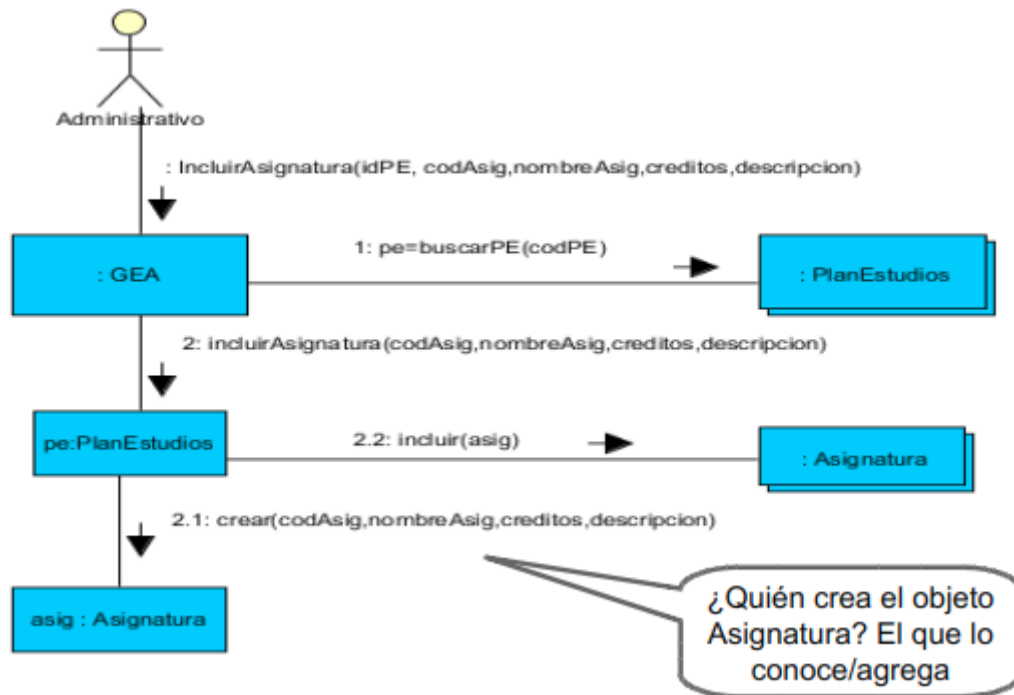 Administrativo
: IncluirAsignatura(idPE, codAsig,nombreAsig,creditos,descripcion)
: GEA
1: pe=buscarPE(codPE)
: PlanEstudios
2: incluirAsignatura(codAsig,nombreAsig,creditos,descripcion)
pe:PlanEstudios
2.2: incluir(asig)
: Asignatura
2.1: crear(codAsig,nombreAsig,creditos,descripcion)
asig : Asignatura
¿Quién crea el objeto
Asignatura? El que lo
conoce/agrega